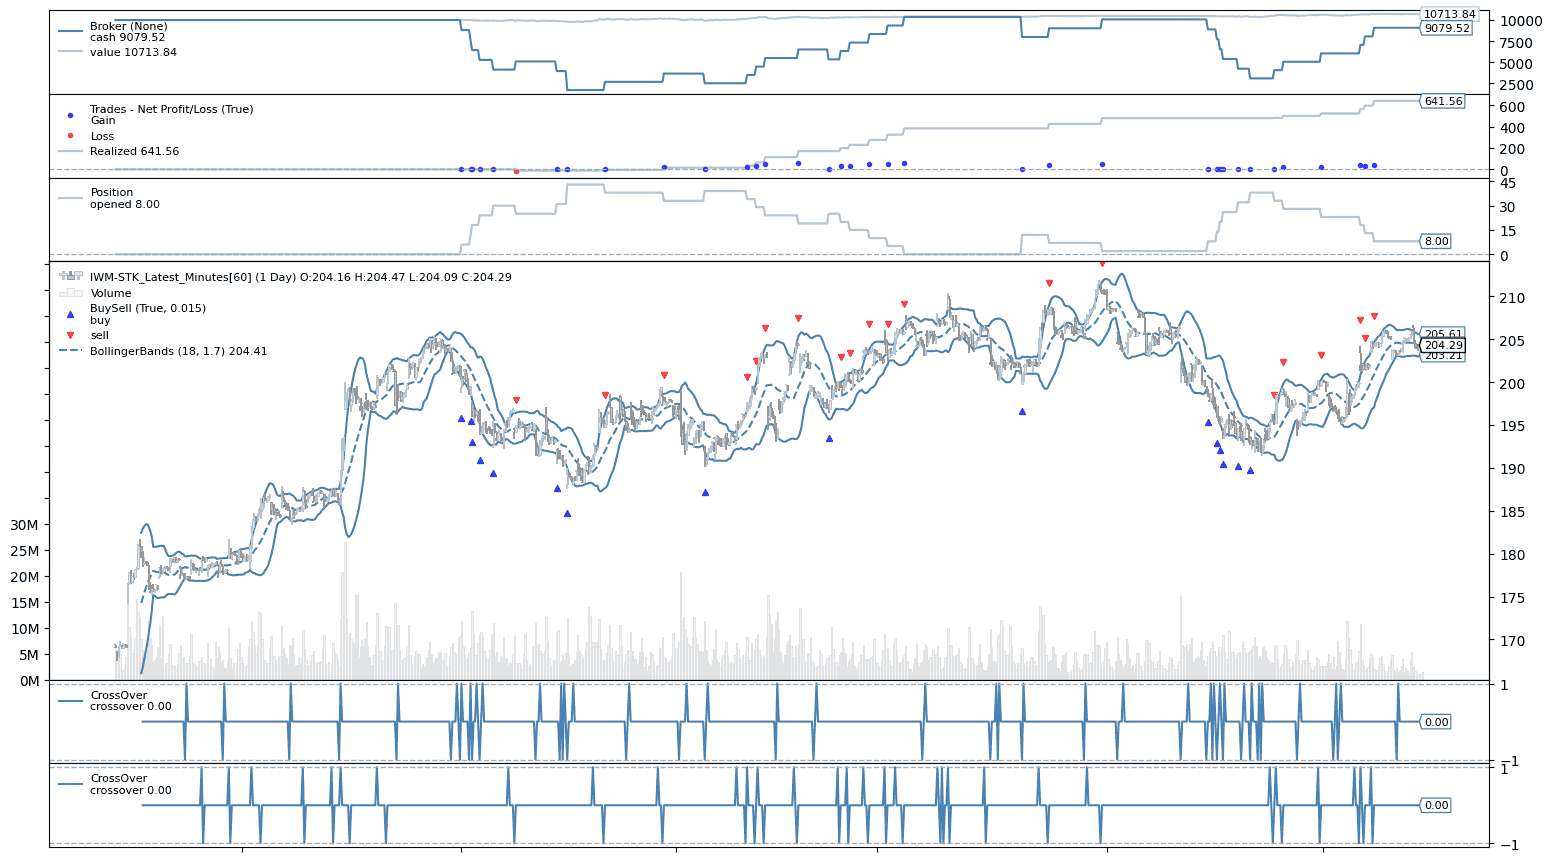 Broker (None)
cash 9079.52
value 10713.84
10713.84
9079.52
10000
7500
5000
2500
Trades - Net Profit/Loss (True)
Gain
Loss
Realized 641.56
641.56
600
400
200
0
Position
opened 8.00
8.00
45
30
15
0
IWM-STK_Latest_Minutes[60] (1 Day) O:204.16 H:204.47 L:204.09 C:204.29
Volume
BuySell (True, 0.015)
buy
sell
BollingerBands (18, 1.7) 204.41
205.61
204.29
203.21
210
205
200
195
190
185
180
175
170
30M
25M
20M
15M
10M
5M
0M
CrossOver
crossover 0.00
0.00
1
−1
CrossOver
crossover 0.00
0.00
1
−1